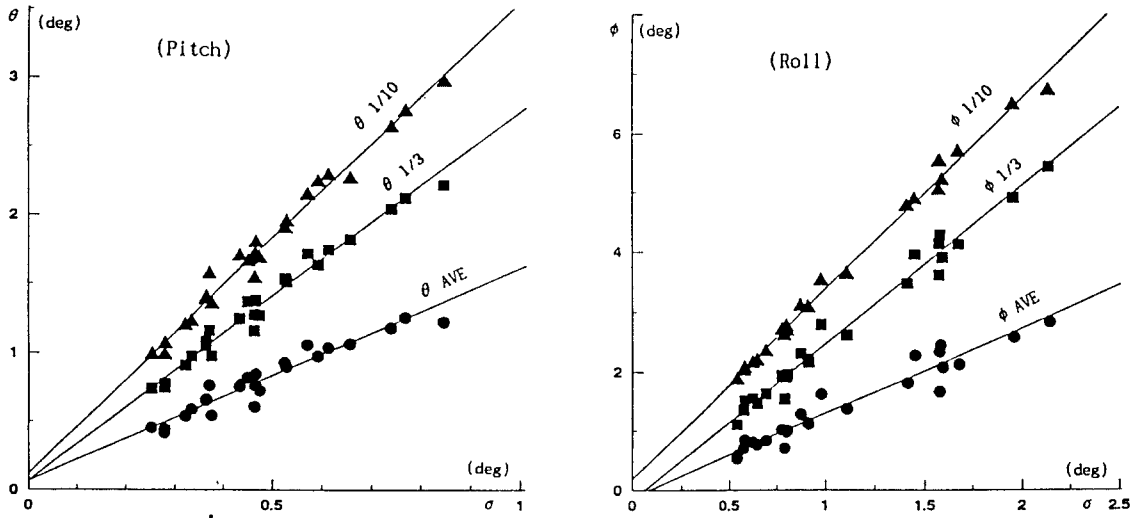 θ (deg)
(Pitch)
θ 1/10
θ 1/3
θ AVE
3
2
1
0
(deg)
0 0.5 σ 1
φ (deg)
(Roll)
φ 1/10
φ 1/3
φ AVE
6
4
2
0
(deg)
0 0.5 1 1.5 2 σ 2.5